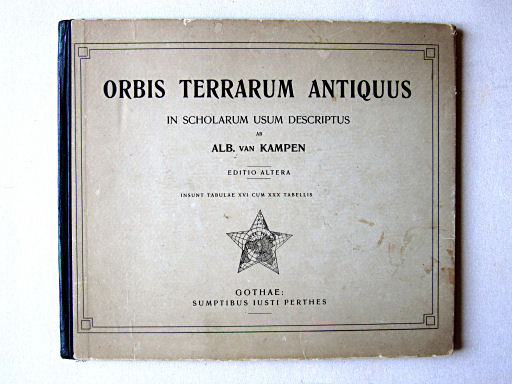 ORBIS TERRARUM ANTIQUUS
IN SCHOLARUM USUM DESCRIPTUS
AB
ALB. VAN KAMPEN
EDITIO ALTERA
INSUNT TABULAE XVI CUM XXX TABELLIS
GOTHAE:
SUMPTIBUS IUSTI PERTHES